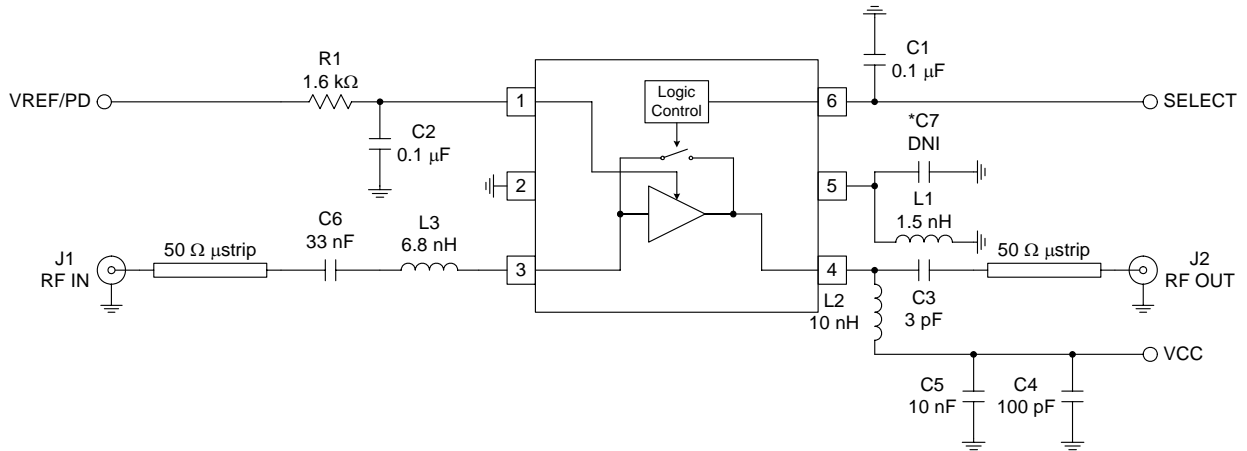 C1
0.1 µF
R1
1.6 kΩ
VREF/PD
1
Logic
Control
6
SELECT
C2
0.1 µF
*C7
DNI
2
5
L1
1.5 nH
C6
33 nF
L3
6.8 nH
J1
RF IN
50 Ω µstrip
3
4
L2
10 nH
C3
3 pF
50 Ω µstrip
J2
RF OUT
VCC
C5
10 nF
C4
100 pF